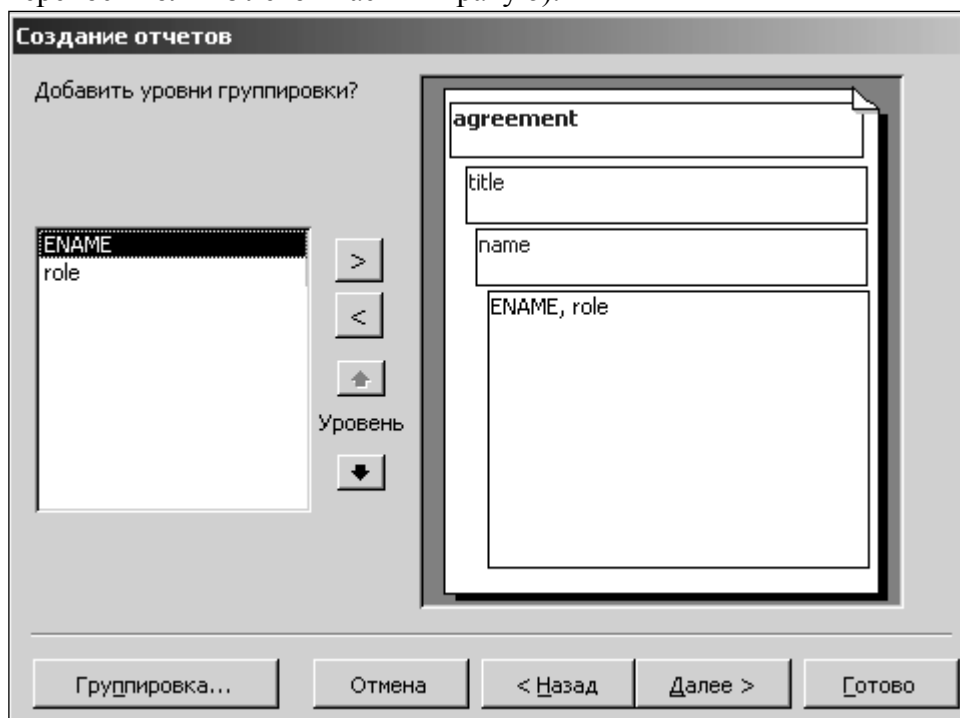 Создание отчетов
Добавить уровни группировки?
agreement
title
name
ENAME, role
ENAME
role
>
<
Уровень
Группировка...
Отмена
< Назад
Далее >
Готово